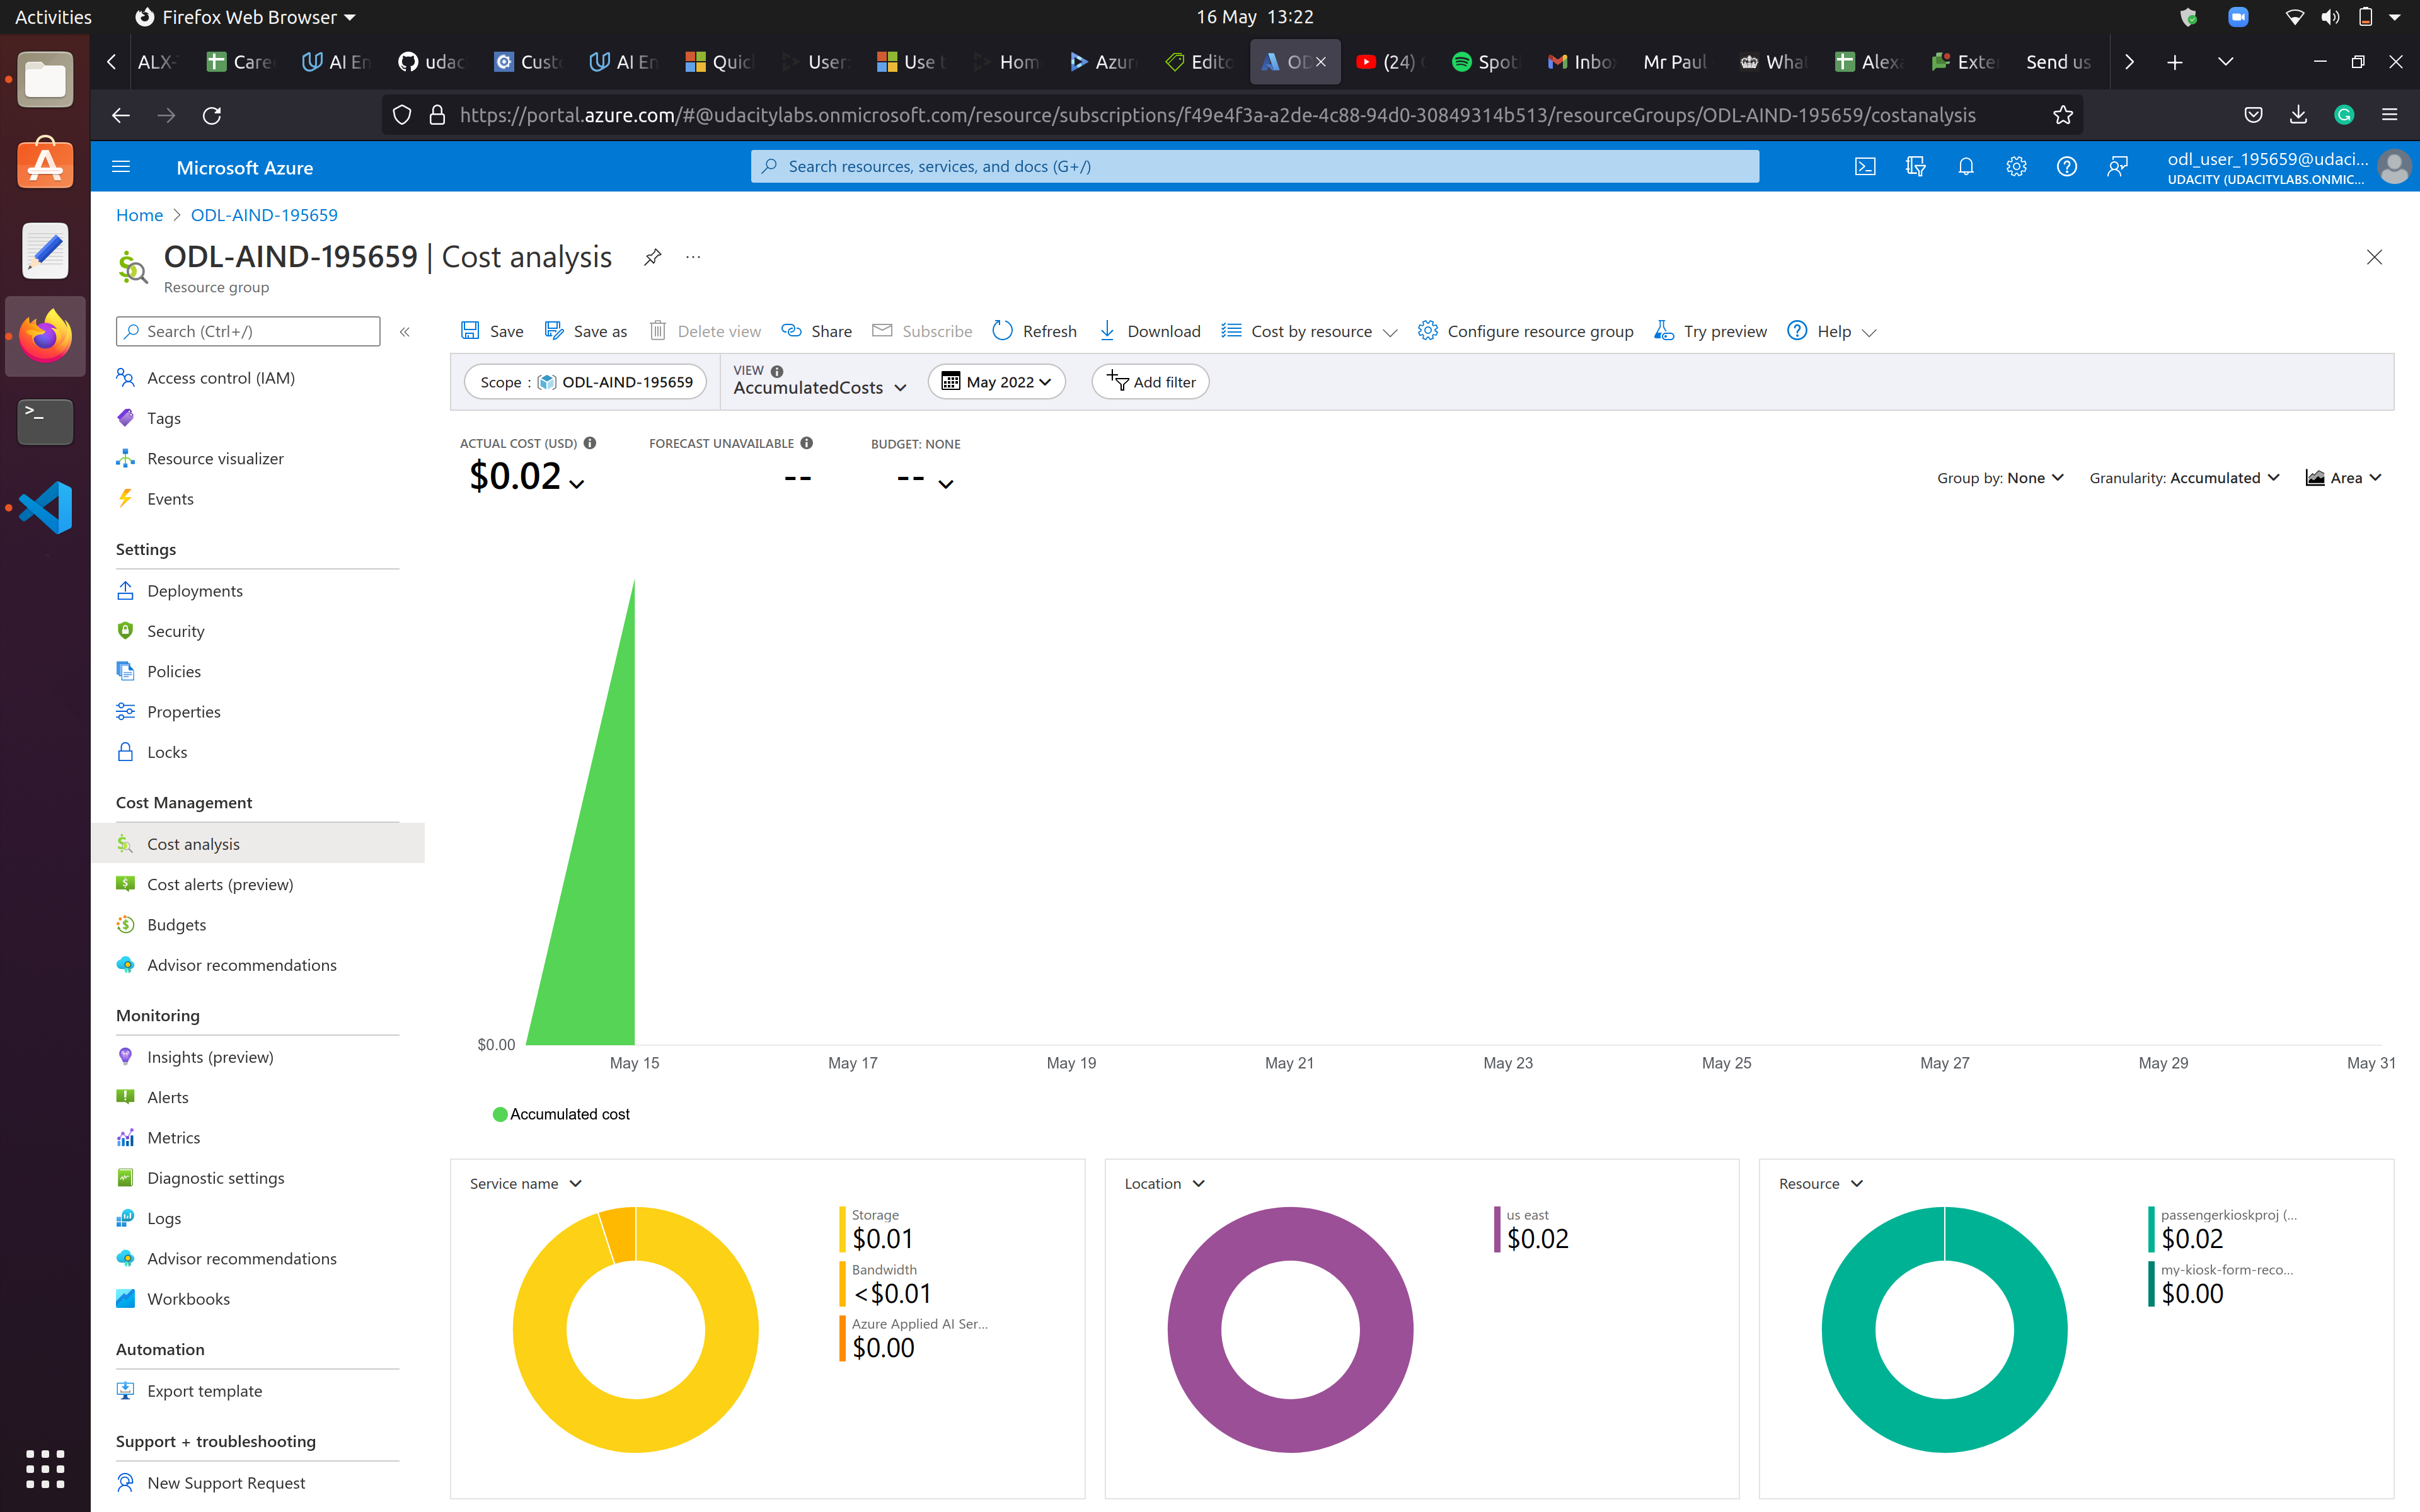 Activities
Firefox Web Browser
16 May 13:22
ALX-
Care
AI En
udac
Custo
AI En
Quic
User
Use t
Hom
Azur
Edito
OD
(24)
Spoti
Inbo
Mr Paul
What
Alexa
Exter
Send us
https://portal.azure.com/#@udacitylabs.onmicrosoft.com/resource/subscriptions/f49e4f3a-a2de-4c88-94d0-30849314b513/resourceGroups/ODL-AIND-195659/costanalysis
Microsoft Azure
Search resources, services, and docs (G+/)
odl_user_195659@udaci...
UDACITY (UDACITYLABS.ONMIC...
Home > ODL-AIND-195659
ODL-AIND-195659 | Cost analysis
Resource group
Search (Ctrl+/)
Access control (IAM)
Tags
Resource visualizer
Events
Settings
Deployments
Security
Policies
Properties
Locks
Cost Management
Cost analysis
Cost alerts (preview)
Budgets
Advisor recommendations
Monitoring
Insights (preview)
Alerts
Metrics
Diagnostic settings
Logs
Advisor recommendations
Workbooks
Automation
Export template
Support + troubleshooting
New Support Request
Save
Save as
Delete view
Share
Subscribe
Refresh
Download
Cost by resource
Configure resource group
Try preview
Help
Scope : ODL-AIND-195659
VIEW
AccumulatedCosts
May 2022
Add filter
ACTUAL COST (USD)
$0.02
FORECAST UNAVAILABLE
--
BUDGET: NONE
--
Group by: None
Granularity: Accumulated
Area
$0.00
May 15
May 17
May 19
May 21
May 23
May 25
May 27
May 29
May 31
Accumulated cost
Service name
Storage
$0.01
Bandwidth
<$0.01
Azure Applied AI Ser...
$0.00
Location
us east
$0.02
Resource
passengerkioskproj (...
$0.02
my-kiosk-form-reco...
$0.00